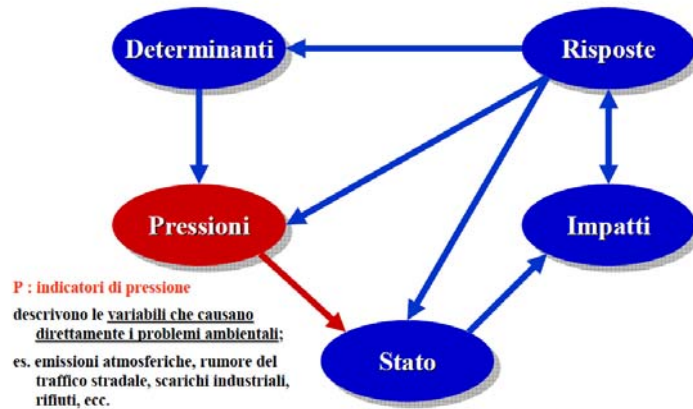 Determinanti
Risposte
Pressioni
Impatti
P : indicatori di pressione
descrivono le variabili che causano
direttamente i problemi ambientali;
es. emissioni atmosferiche, rumore del
traffico stradale, scarichi industriali,
rifiuti, ecc.
Stato